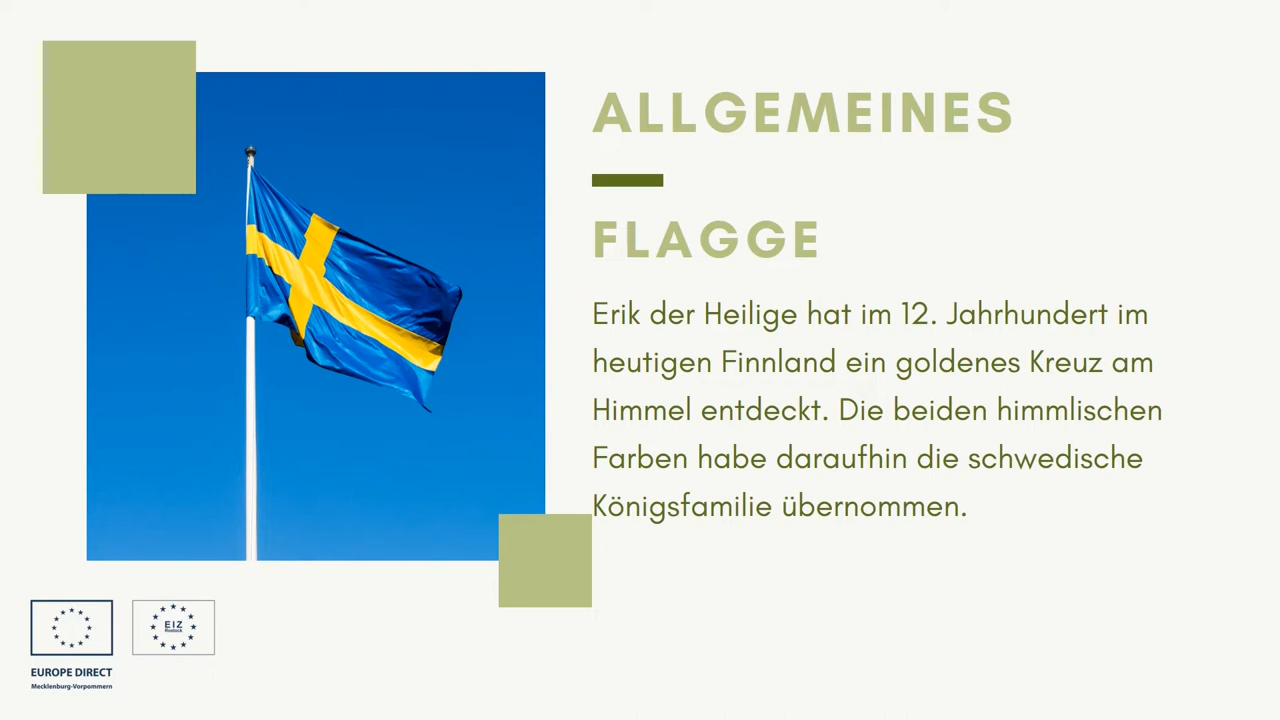 ALLGEMEINES
FLAGGE
Erik der Heilige hat im 12. Jahrhundert im
heutigen Finnland ein goldenes Kreuz am
Himmel entdeckt. Die beiden himmlischen
Farben habe daraufhin die schwedische
Königsfamilie übernommen.
EIZ
Rostock
EUROPE DIRECT
Mecklenburg-Vorpommern